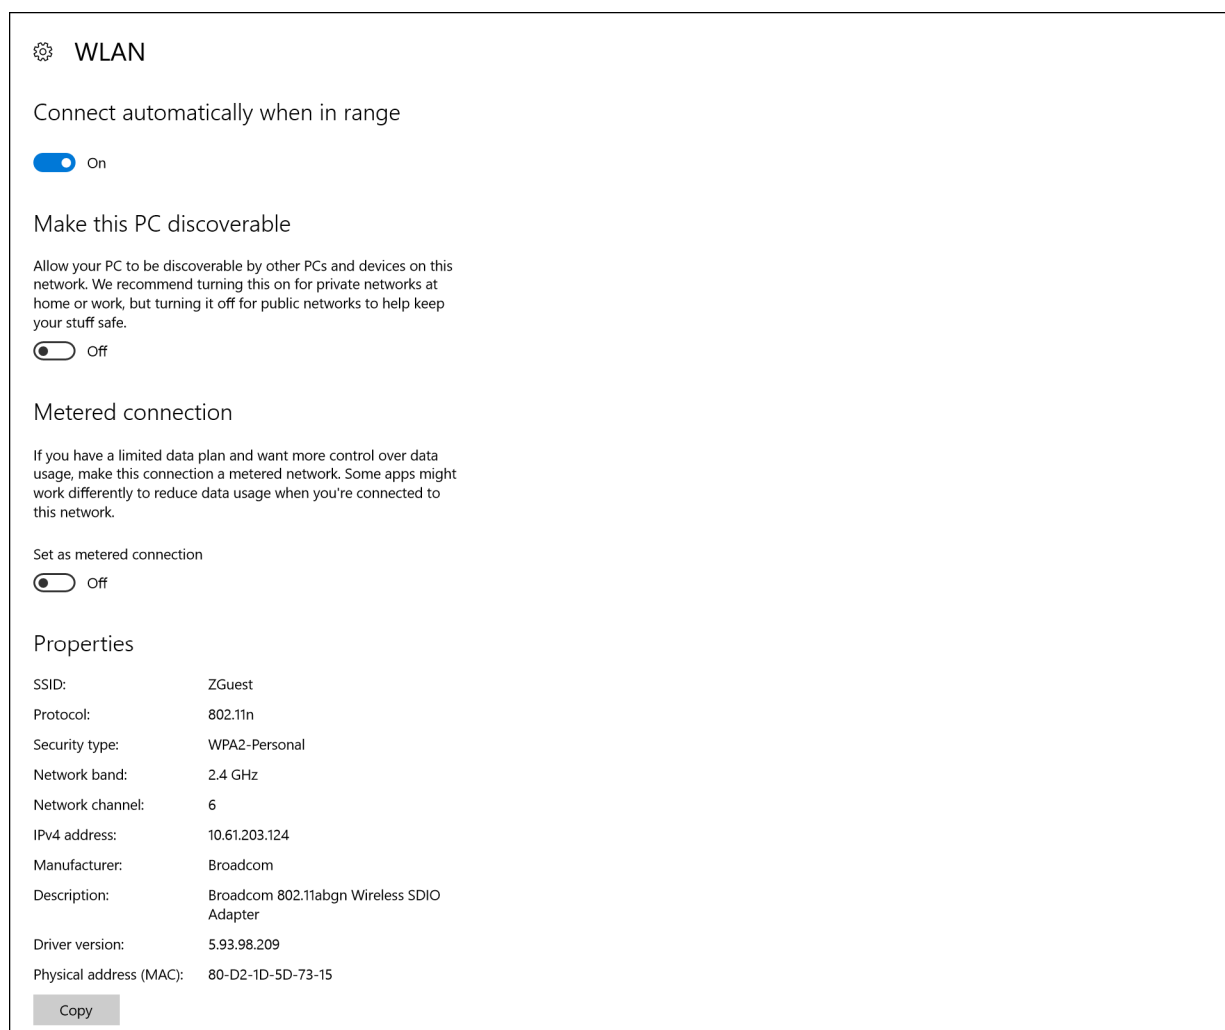 WLAN
Connect automatically when in range
On
Make this PC discoverable
Allow your PC to be discoverable by other PCs and devices on this
network. We recommend turning this on for private networks at
home or work, but turning it off for public networks to help keep
your stuff safe.
Off
Metered connection
If you have a limited data plan and want more control over data
usage, make this connection a metered network. Some apps might
work differently to reduce data usage when you're connected to
this network.
Set as metered connection
Off
Properties
SSID: ZGuest
Protocol: 802.11n
Security type: WPA2-Personal
Network band: 2.4 GHz
Network channel: 6
IPv4 address: 10.61.203.124
Manufacturer: Broadcom
Description: Broadcom 802.11abgn Wireless SDIO
Adapter
Driver version: 5.93.98.209
Physical address (MAC): 80-D2-1D-5D-73-15
Copy